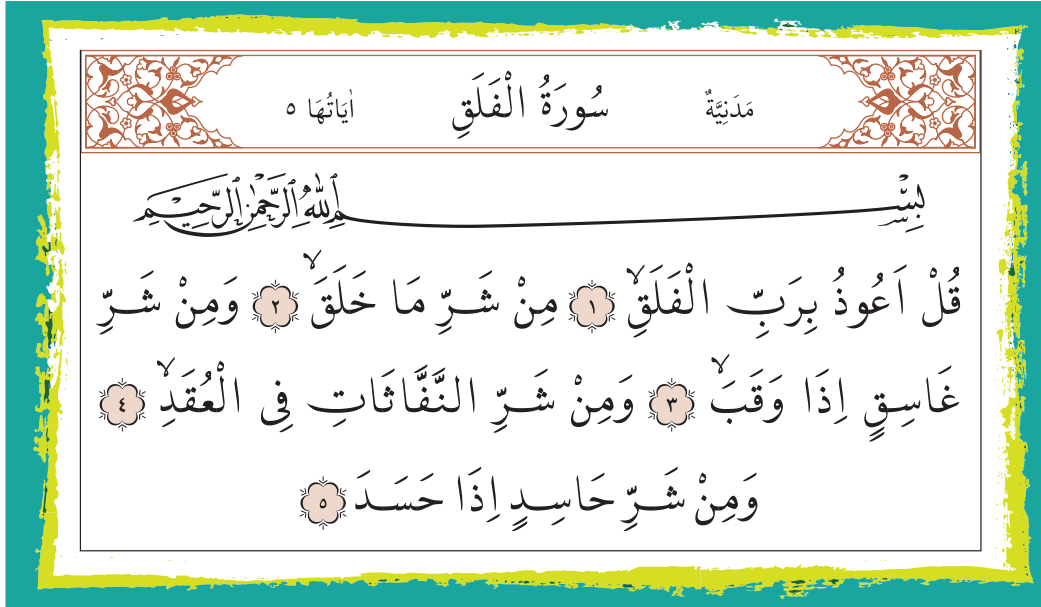 مَدَنِيَّةٌ سُورَةُ الْفَلَقِ اٰيَاتُهَا ٥
بِسْمِ اللّٰهِ الرَّحْمٰنِ الرَّحِيمِ
قُلْ اَعُوذُ بِرَبِّ الْفَلَقِۙ ﴿١﴾ مِنْ شَرِّ مَا خَلَقَۙ ﴿٢﴾ وَمِنْ شَرِّ
غَاسِقٍ اِذَا وَقَبَۙ ﴿٣﴾ وَمِنْ شَرِّ النَّفَّاثَاتِ فِى الْعُقَدِۙ ﴿٤﴾
وَمِنْ شَرِّ حَاسِدٍ اِذَا حَسَدَ ﴿٥﴾